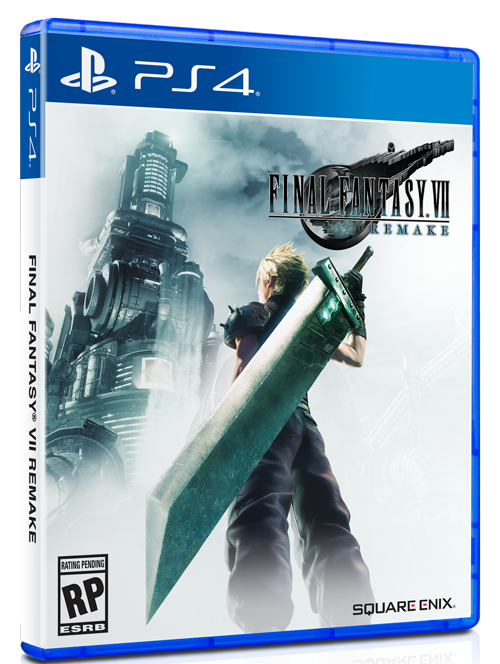 PS4
PS4
FINAL FANTASY® VII REMAKE
FINAL FANTASY VII
REMAKE
RATING PENDING
RP
ESRB
SQUARE ENIX®